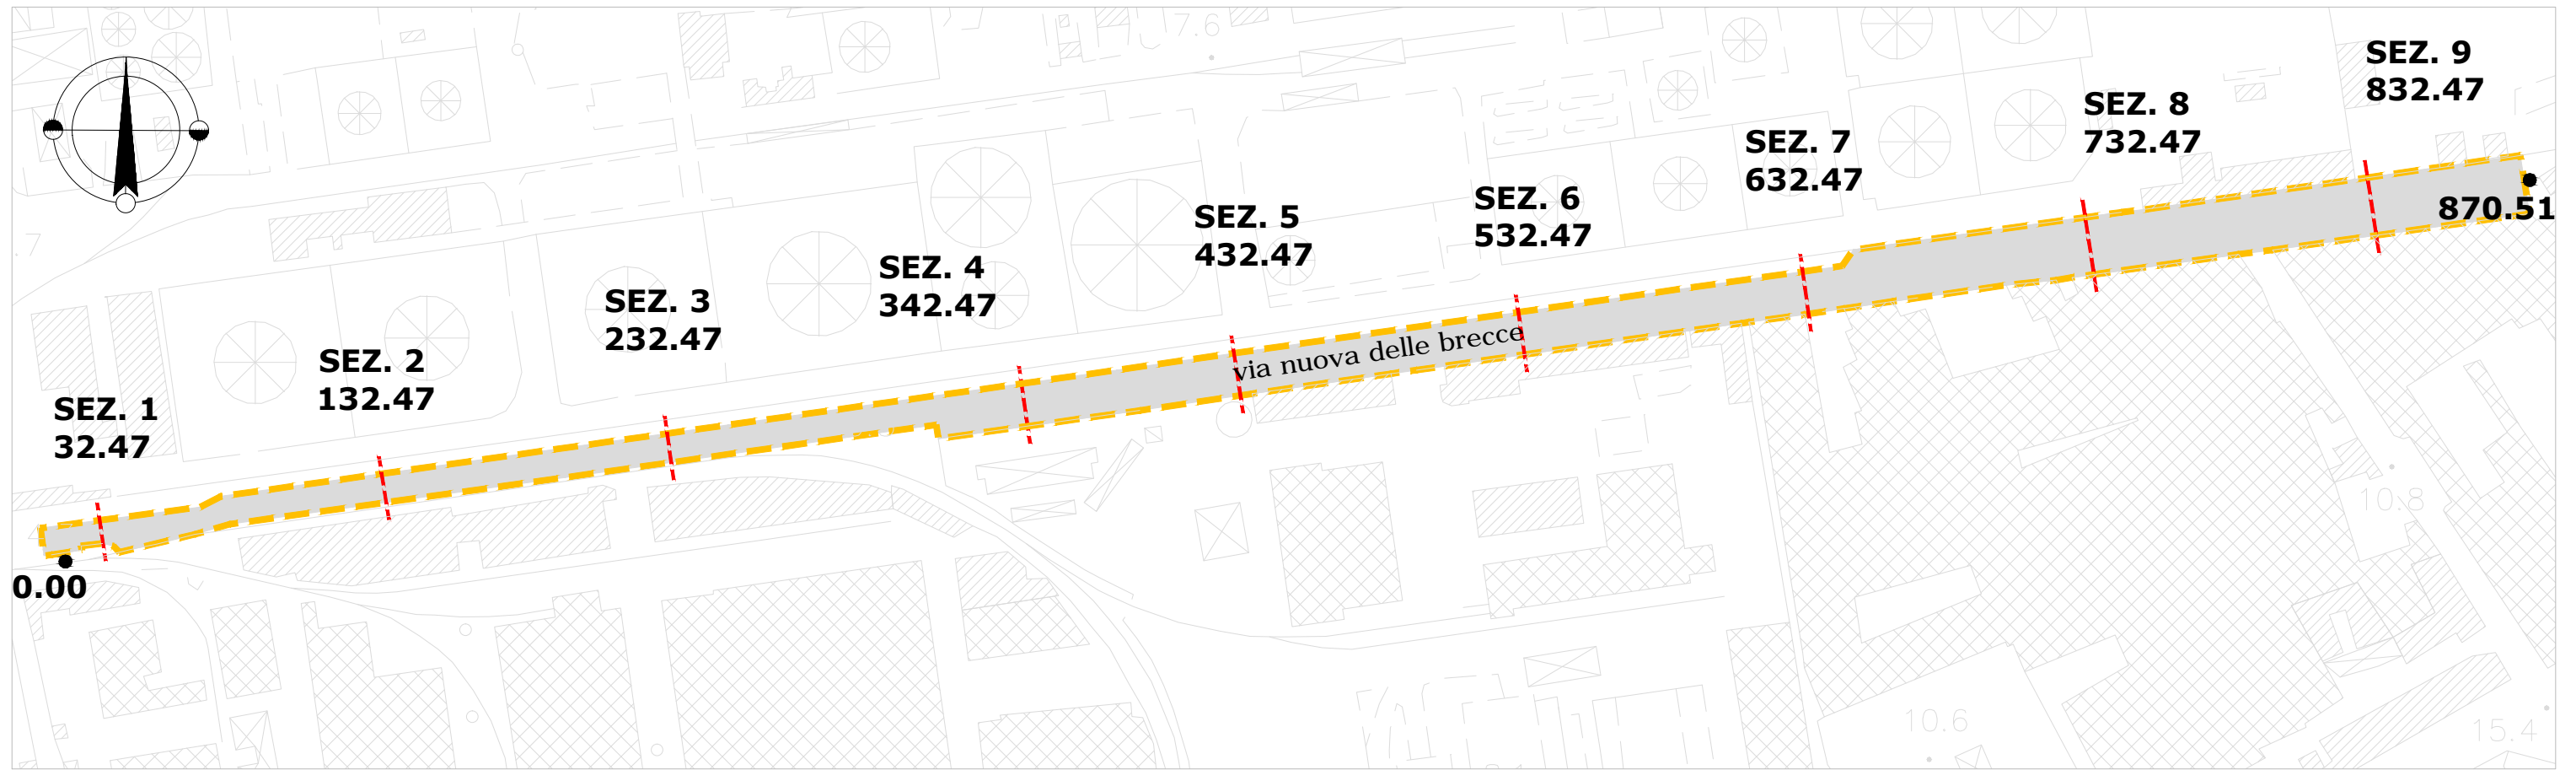 7.6
SEZ. 9
832.47
SEZ. 8
732.47
SEZ. 7
632.47
SEZ. 6
532.47
SEZ. 5
432.47
SEZ. 4
342.47
SEZ. 3
232.47
SEZ. 2
132.47
SEZ. 1
32.47
870.51
via nuova delle brecce
0.00
10.8
10.6
15.4